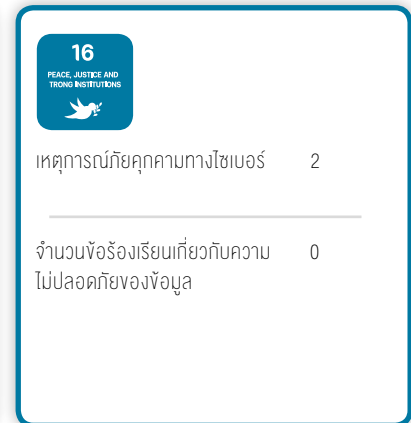 16
PEACE, JUSTICE AND
TRONG INSTITUTIONS
เหตุการณ์ภัยคุกคามทางไซเบอร์ 2
จำนวนข้อร้องเรียนเกี่ยวกับความ 0
ไม่ปลอดภัยของข้อมูล